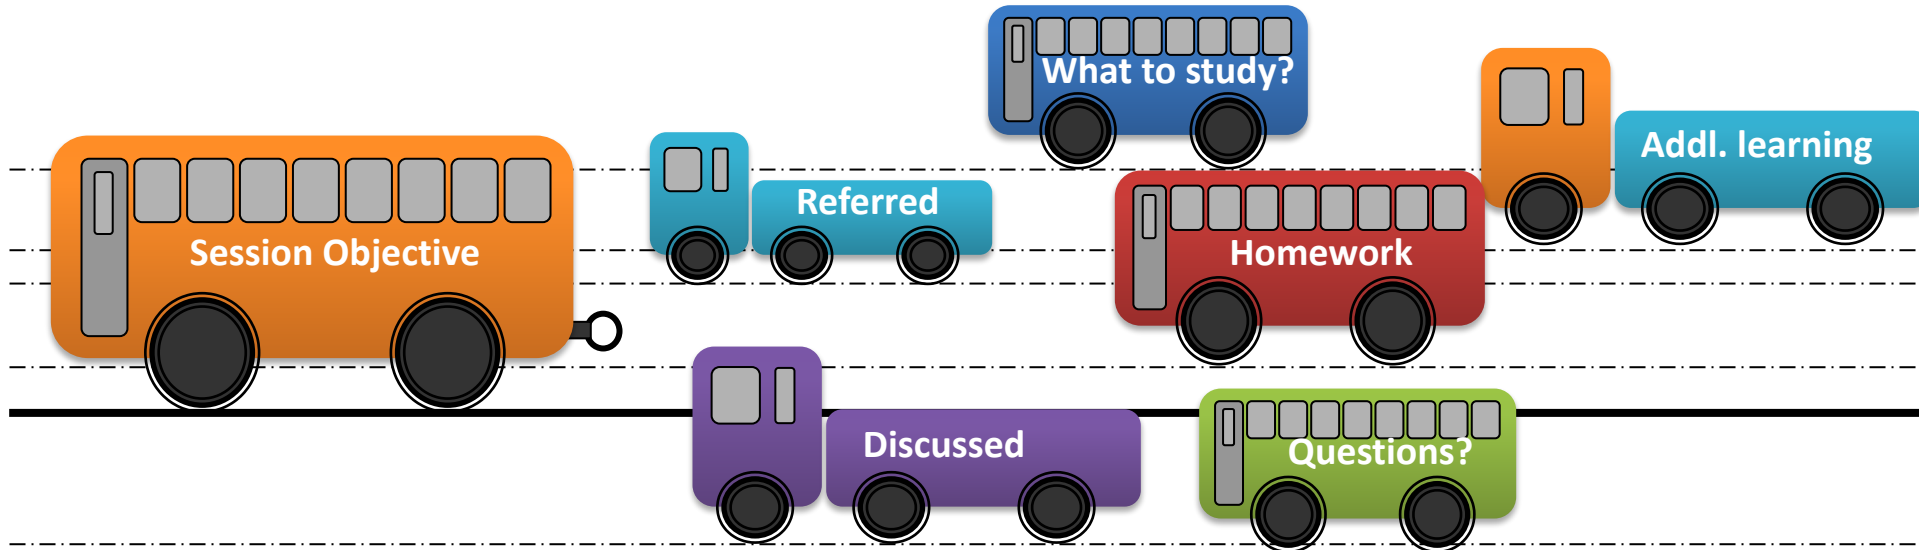 What to study?
Addl. learning
Referred
Session Objective
Homework
Discussed
Questions?